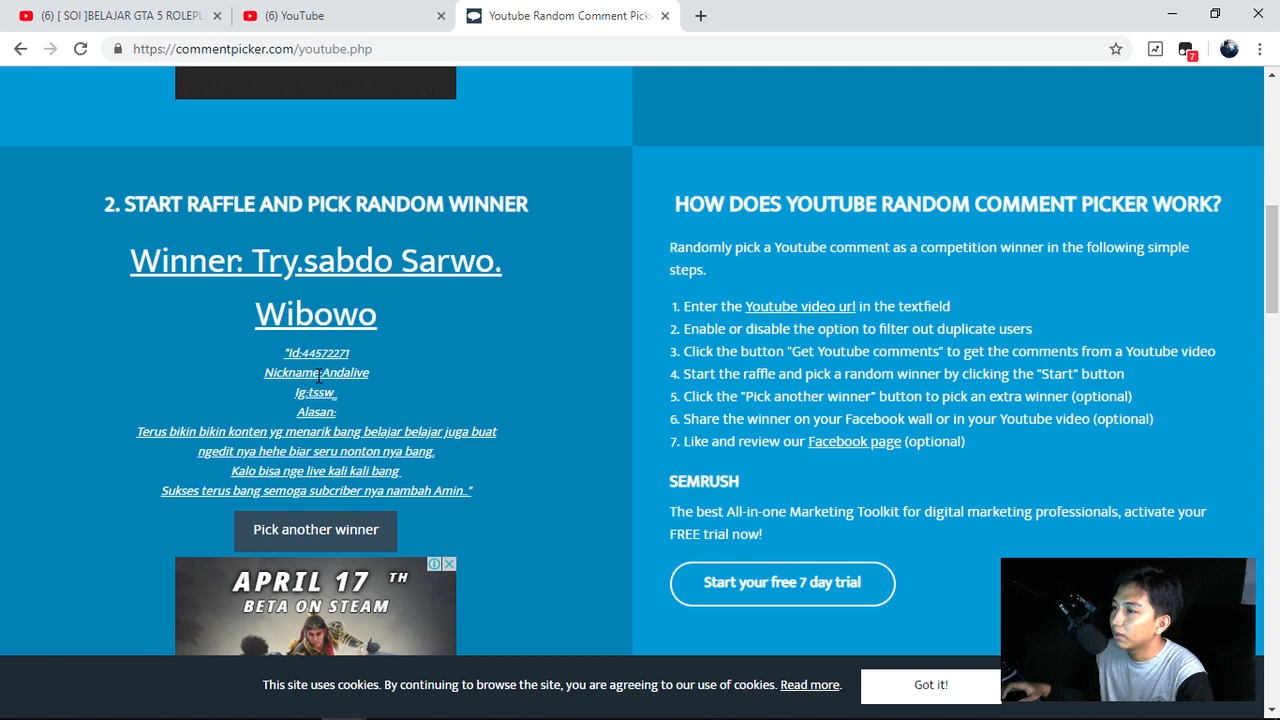 (6) [ SOI ]BELAJAR GTA 5 ROLEPL
(6) YouTube
Youtube Random Comment Picke
https://commentpicker.com/youtube.php
7
2. START RAFFLE AND PICK RANDOM WINNER
Winner: Try.sabdo Sarwo.
Wibowo
"Id:44572271
Nickname:Andalive
Ig:tssw_
Alasan:
Terus bikin bikin konten yg menarik bang belajar belajar juga buat
ngedit nya hehe biar seru nonton nya bang.
Kalo bisa nge live kali kali bang
Sukses terus bang semoga subcriber nya nambah Amin.."
Pick another winner
APRIL 17 TH
BETA ON STEAM
HOW DOES YOUTUBE RANDOM COMMENT PICKER WORK?
Randomly pick a Youtube comment as a competition winner in the following simple
steps.
1. Enter the Youtube video url in the textfield
2. Enable or disable the option to filter out duplicate users
3. Click the button "Get Youtube comments" to get the comments from a Youtube video
4. Start the raffle and pick a random winner by clicking the "Start" button
5. Click the "Pick another winner" button to pick an extra winner (optional)
6. Share the winner on your Facebook wall or in your Youtube video (optional)
7. Like and review our Facebook page (optional)
SEMRUSH
The best All-in-one Marketing Toolkit for digital marketing professionals, activate your
FREE trial now!
Start your free 7 day trial
This site uses cookies. By continuing to browse the site, you are agreeing to our use of cookies. Read more.
Got it!